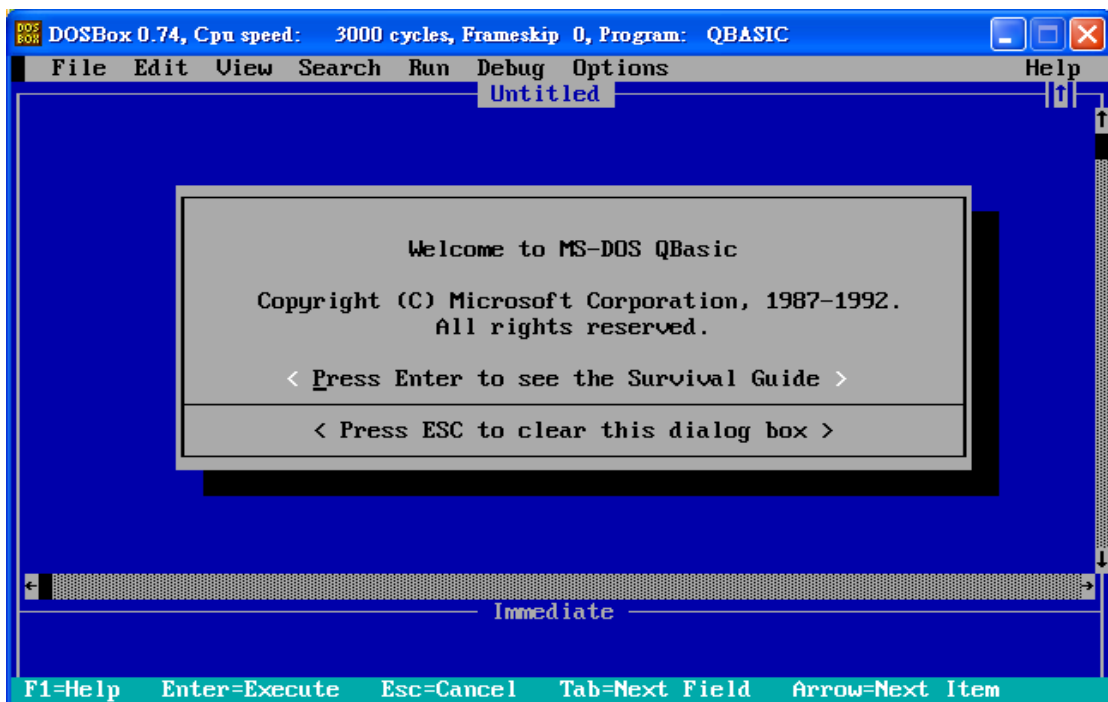 DOSBox 0.74, Cpu speed: 3000 cycles, Frameskip 0, Program: QBASIC
File Edit View Search Run Debug Options Help
Untitled
Welcome to MS-DOS QBasic
Copyright (C) Microsoft Corporation, 1987-1992.
All rights reserved.
< Press Enter to see the Survival Guide >
< Press ESC to clear this dialog box >
Immediate
F1=Help Enter=Execute Esc=Cancel Tab=Next Field Arrow=Next Item